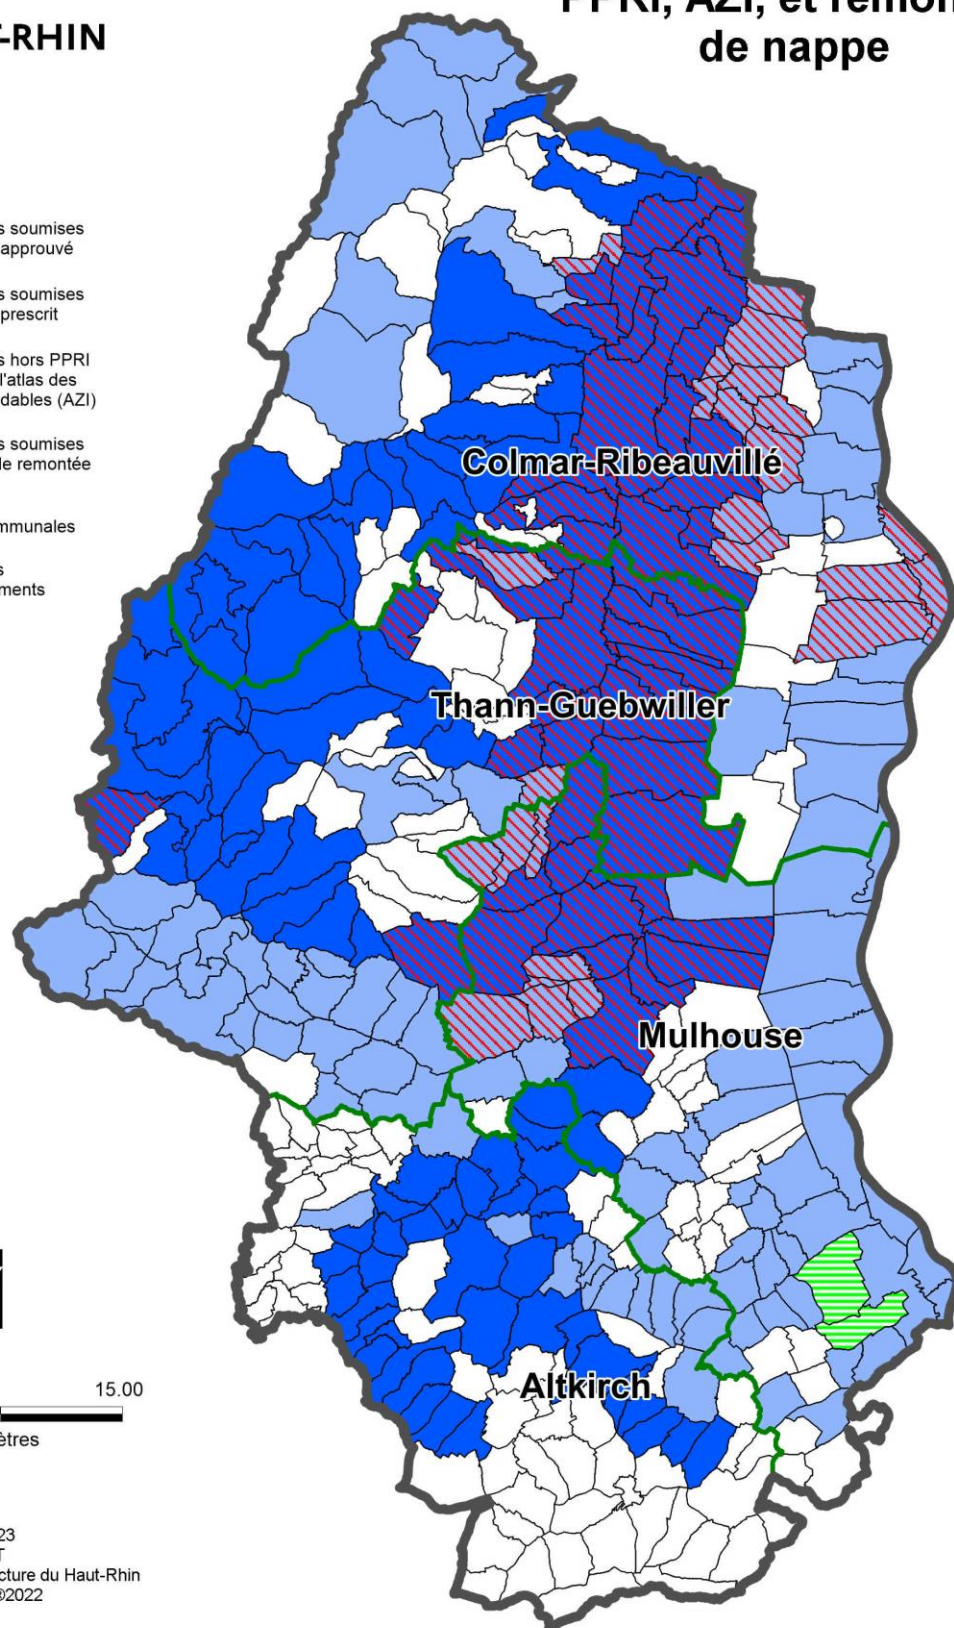 -RHIN
PPRI, AZI, et remon
de nappe
s soumises
approuvé
s soumises
prescrit
s hors PPRI
l'atlas des
dables (AZI)
s soumises
de remontée
mmunales
s
ments
Colmar-Ribeauvillé
Thann-Guebwiller
Mulhouse
Altkirch
15.00
ètres
23
T
cture du Haut-Rhin
©2022